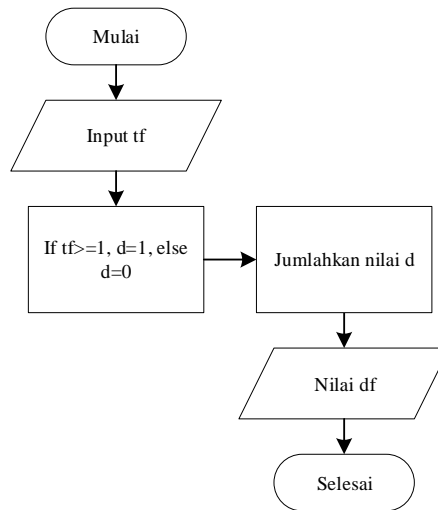 Mulai
Input tf
If tf>=1, d=1, else
d=0
Jumlahkan nilai d
Nilai df
Selesai